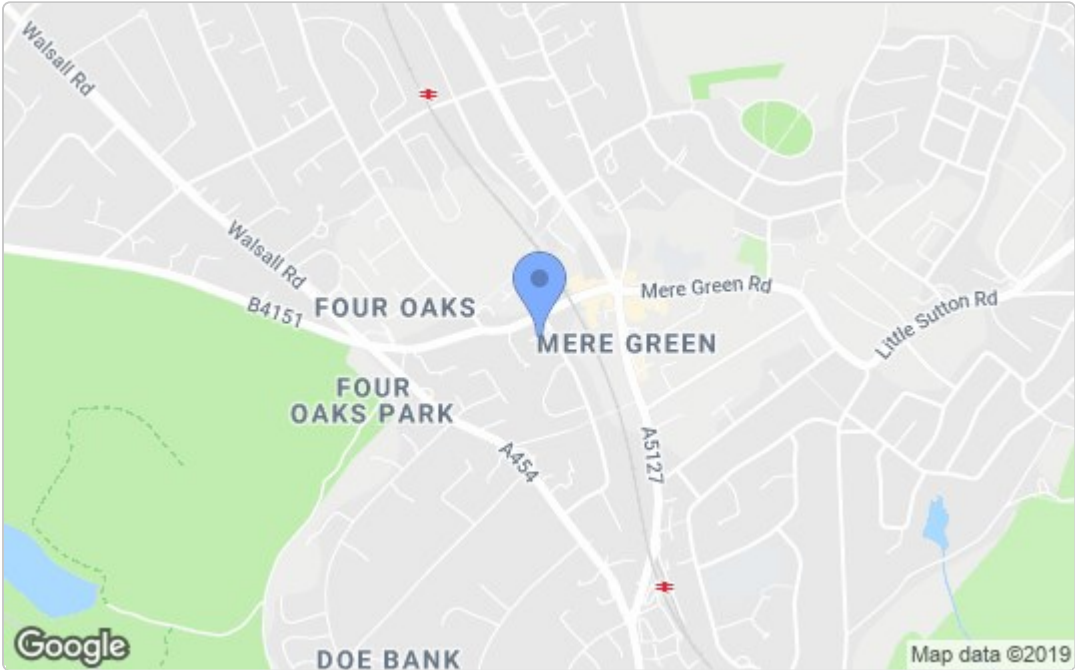 Walsall Rd
Walsall Rd
B4151
FOUR OAKS
Mere Green Rd
Little Sutton Rd
MERE GREEN
FOUR
OAKS PARK
A454
A5127
DOE BANK
Google
Map data ©2019